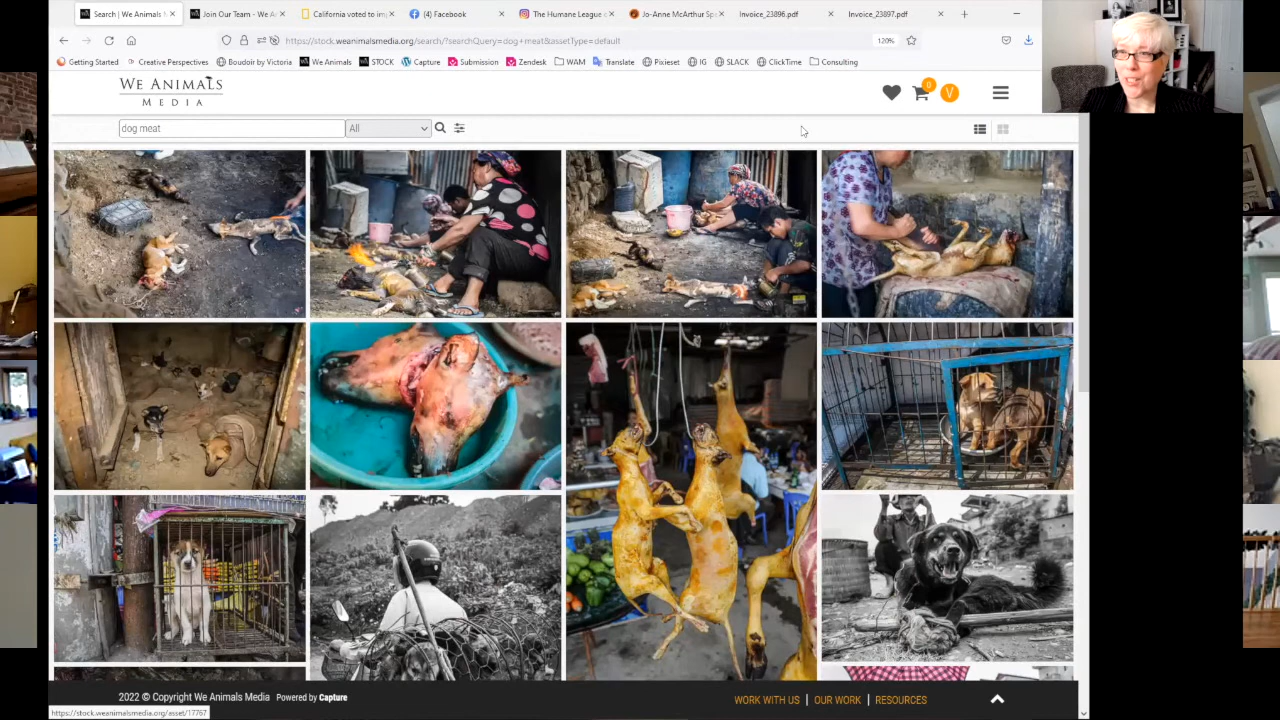 Search | We Animals M
Join Our Team - We A
California voted to im
(4) Facebook
The Humane League
Jo-Anne McArthur Sp
Invoice_23896.pdf
Invoice_23897.pdf
https://stock.weanimalsmedia.org/search/?searchQuery=dog+meat&assetType=default
120%
Getting Started
Creative Perspectives
Boudoir by Victoria
We Animals
STOCK
Capture
Submission
Zendesk
WAM
Translate
Pixieset
IG
SLACK
ClickTime
Consulting
WE ANIMALS
MEDIA
0
V
dog meat
All
2022 © Copyright We Animals Media Powered by Capture
WORK WITH US | OUR WORK | RESOURCES
https://stock.weanimalsmedia.org/asset/17767